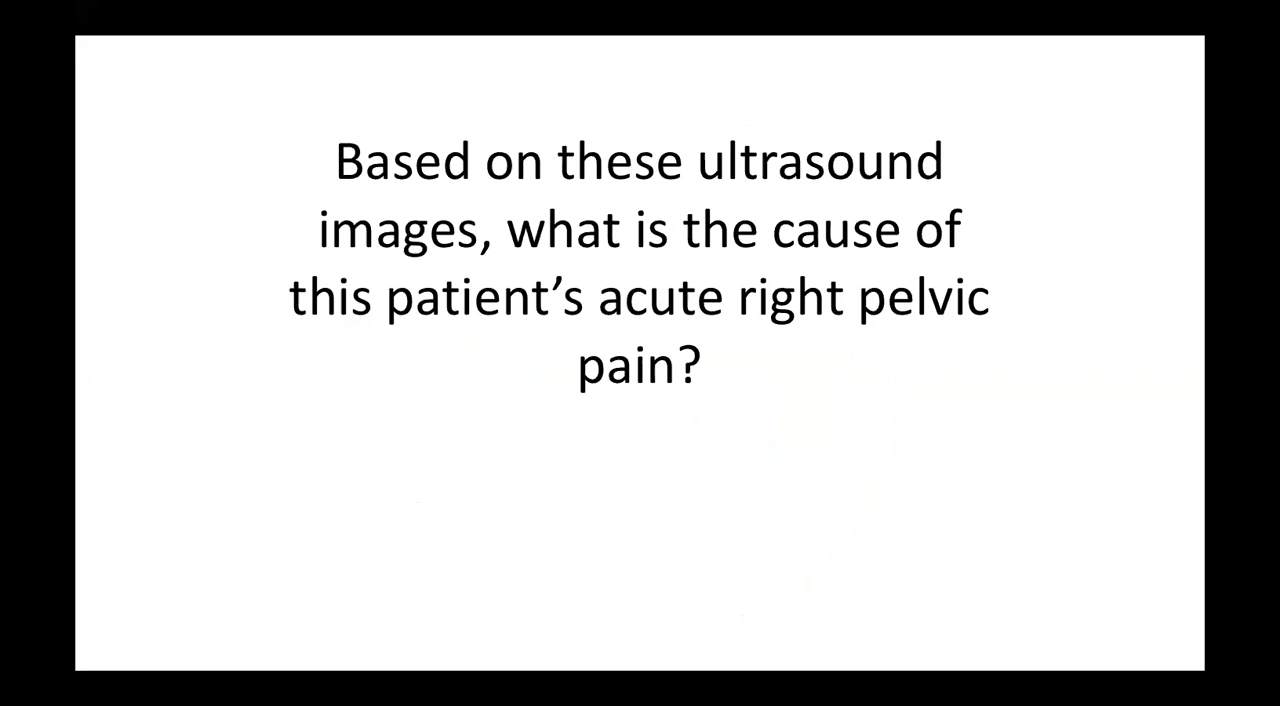 Based on these ultrasound
images, what is the cause of
this patient’s acute right pelvic
pain?